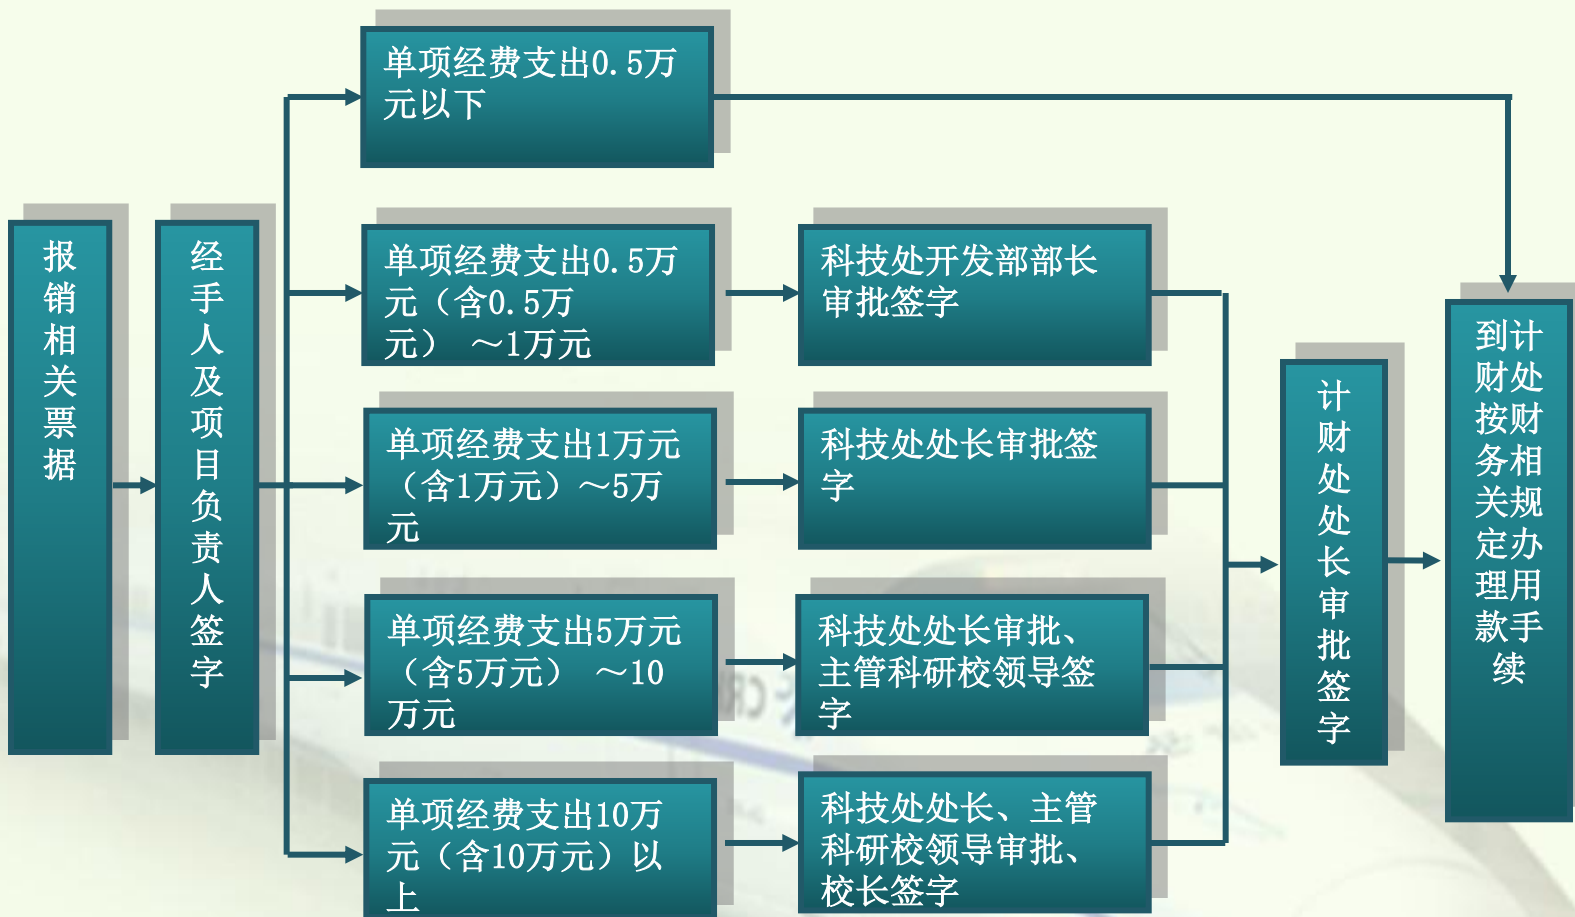 单项经费支出0.5万
元以下
报销相关票据
经手人及项目负责人签字
单项经费支出0.5万
元（含0.5万
元） ～1万元
科技处开发部部长
审批签字
单项经费支出1万元
（含1万元）～5万
元
科技处处长审批签
字
单项经费支出5万元
（含5万元） ～10
万元
科技处处长审批、
主管科研校领导签
字
单项经费支出10万
元（含10万元）以
上
科技处处长、主管
科研校领导审批、
校长签字
计财处处长审批签字
到计
财处
按财
务相
关规
定办
理用
款手
续